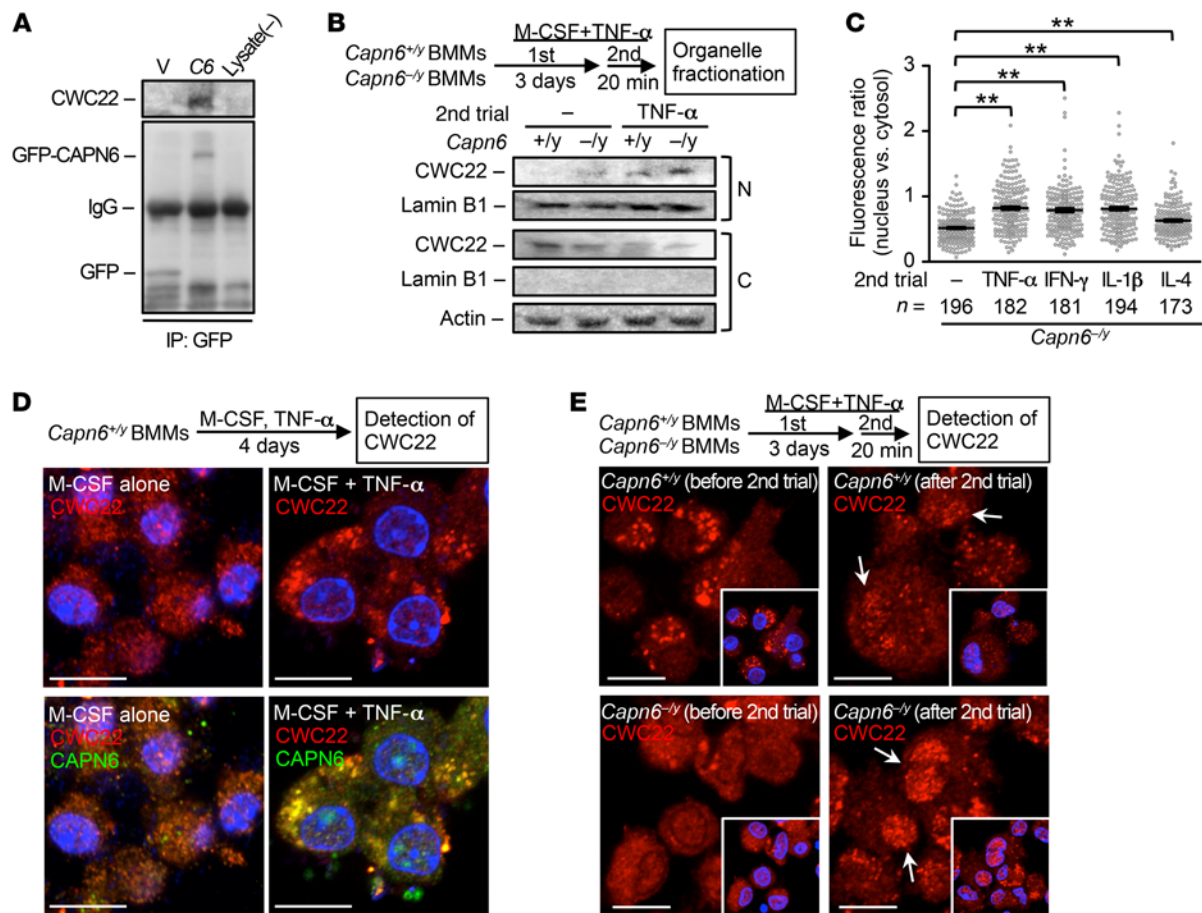 A
V C6 Lysate(–)
CWC22 –
GFP-CAPN6 –
IgG –
GFP –
IP: GFP
B
M-CSF+TNF-α
Capn6+/y BMMs
Capn6–/y BMMs
1st 2nd
3 days 20 min
Organelle
fractionation
2nd trial – TNF-α
Capn6 +/y –/y +/y –/y
CWC22 –
Lamin B1 –
N
CWC22 –
Lamin B1 –
Actin –
C
C
**
**
**
**
Fluorescence ratio
(nucleus vs. cytosol)
3
2
1
0
2nd trial – TNF-α IFN-γ IL-1β IL-4
n = 196 182 181 194 173
Capn6–/y
D
Capn6+/y BMMs
M-CSF, TNF-α
4 days
Detection of
CWC22
M-CSF alone
CWC22
M-CSF + TNF-α
CWC22
M-CSF alone
CWC22
CAPN6
M-CSF + TNF-α
CWC22
CAPN6
E
M-CSF+TNF-α
Capn6+/y BMMs
Capn6–/y BMMs
1st 2nd
3 days 20 min
Detection of
CWC22
Capn6+/y (before 2nd trial)
CWC22
Capn6+/y (after 2nd trial)
CWC22
Capn6–/y (before 2nd trial)
CWC22
Capn6–/y (after 2nd trial)
CWC22